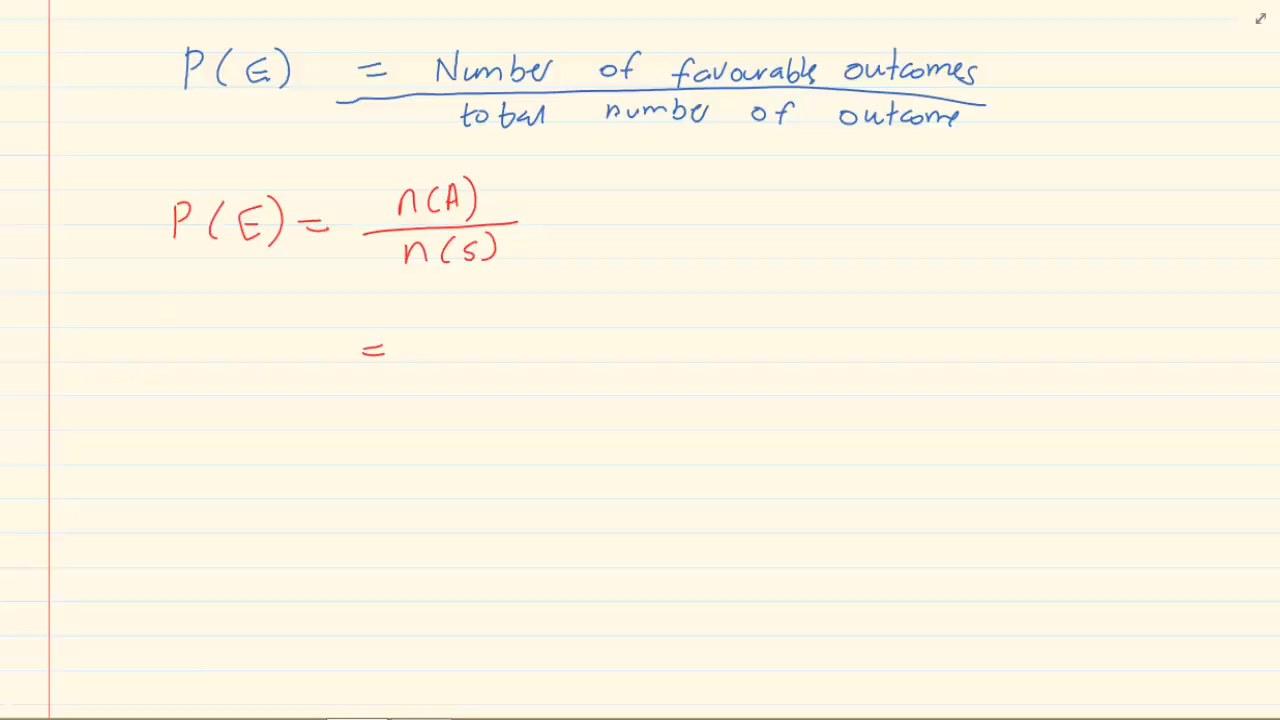 P(E) = Number of favourable outcomes
total number of outcome
P(E) = n(A)
n(s)
=